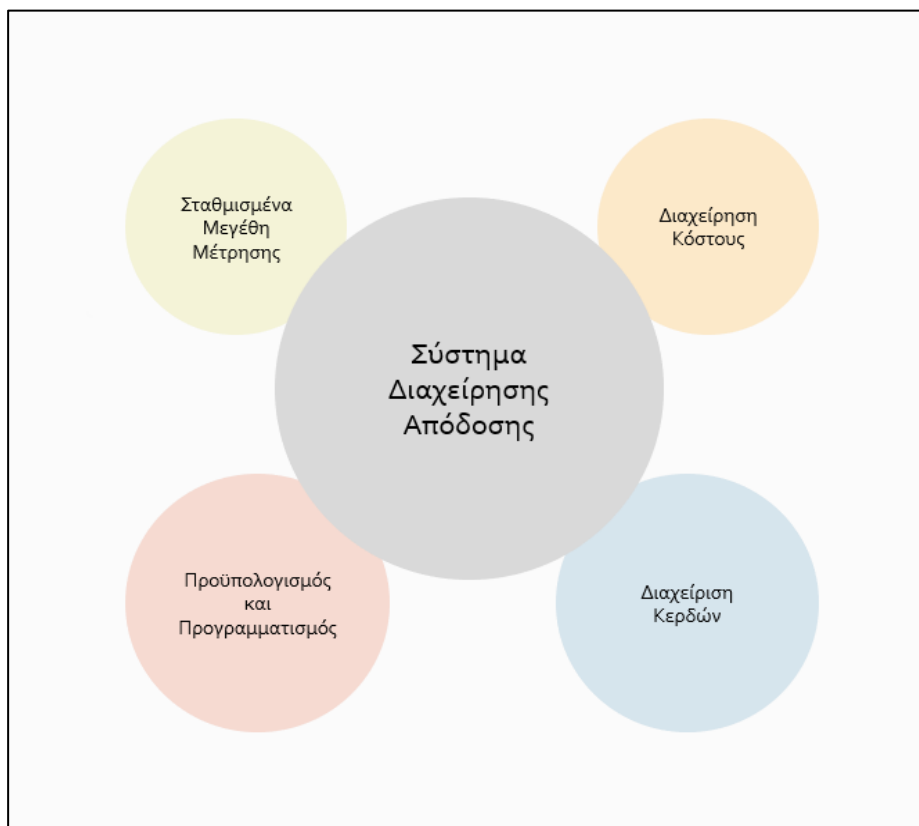 Σταθμισμένα
Μεγέθη
Μέτρησης
Διαχείρηση
Κόστους
Σύστημα
Διαχείρησης
Απόδοσης
Προϋπολογισμός
και
Προγραμματισμός
Διαχείριση
Κερδών